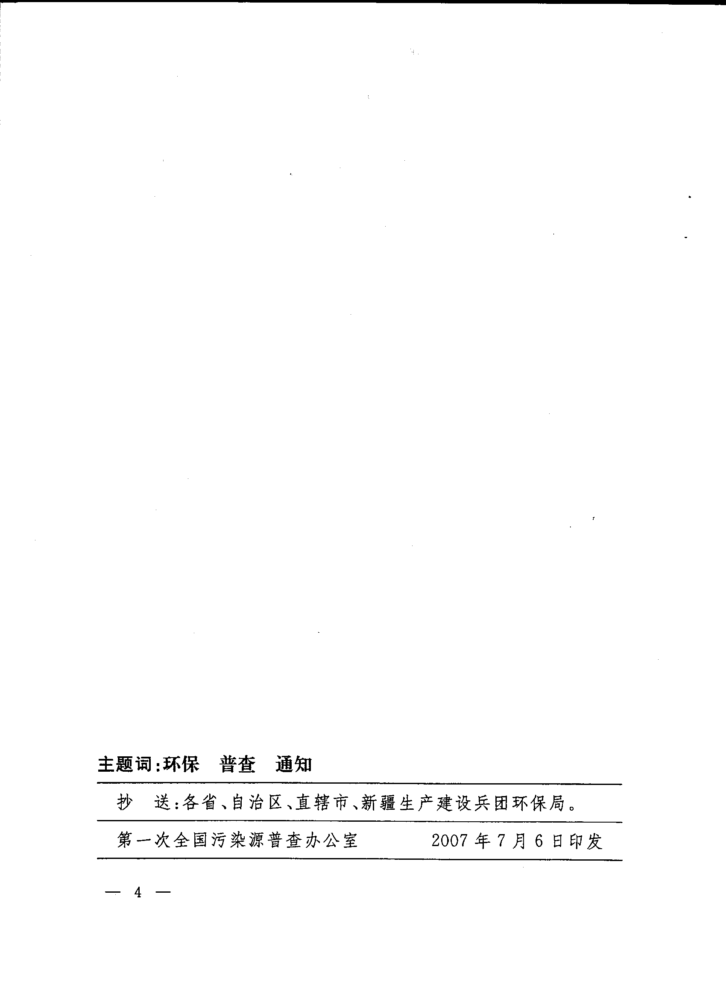 主题词:环保　普查　通知
抄　送:各省、自治区、直辖市、新疆生产建设兵团环保局。
第一次全国污染源普查办公室　2007年7月6日印发
— 4 —